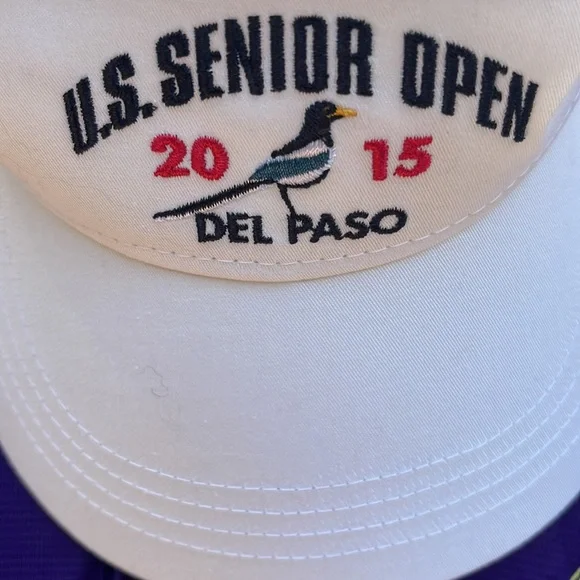 U.S. SENIOR OPEN
20 15
DEL PASO